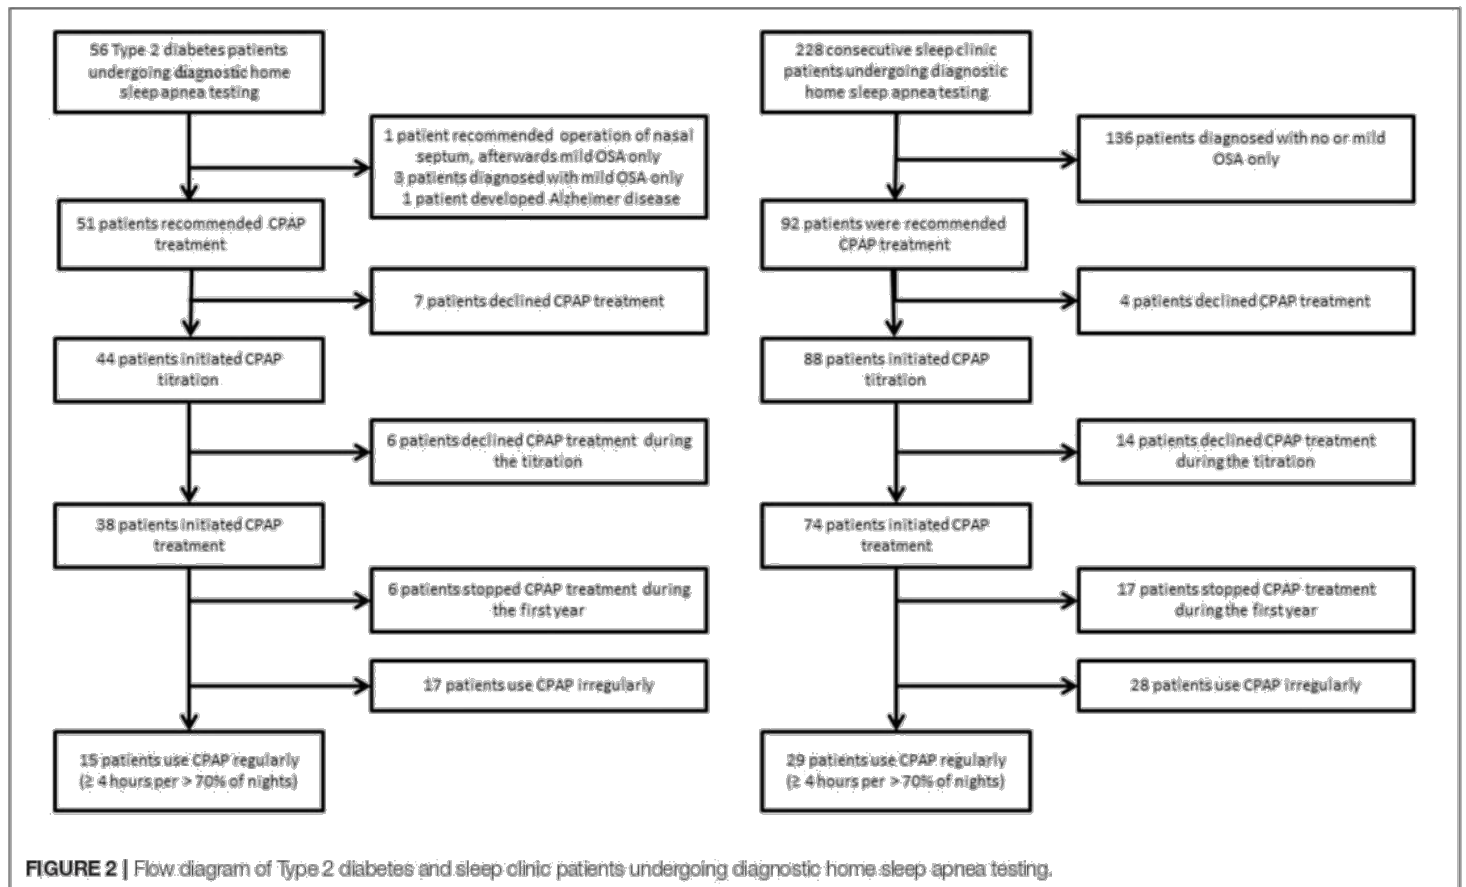 56 Type 2 diabetes patients
undergoing diagnostic home
sleep apnea testing
1 patient recommended operation of nasal
septum, afterwards mild OSA only
3 patients diagnosed with mild OSA only
1 patient developed Alzheimer disease
51 patients recommended CPAP
treatment
7 patients declined CPAP treatment
44 patients initiated CPAP
titration
6 patients declined CPAP treatment during
the titration
38 patients initiated CPAP
treatment
6 patients stopped CPAP treatment during
the first year
17 patients use CPAP irregularly
15 patients use CPAP regularly
(≥ 4 hours per > 70% of nights)
228 consecutive sleep clinic
patients undergoing diagnostic
home sleep apnea testing
136 patients diagnosed with no or mild
OSA only
92 patients were recommended
CPAP treatment
4 patients declined CPAP treatment
88 patients initiated CPAP
titration
14 patients declined CPAP treatment
during the titration
74 patients initiated CPAP
treatment
17 patients stopped CPAP treatment
during the first year
28 patients use CPAP irregularly
29 patients use CPAP regularly
(≥ 4 hours per > 70% of nights)
FIGURE 2 | Flow diagram of Type 2 diabetes and sleep clinic patients undergoing diagnostic home sleep apnea testing.